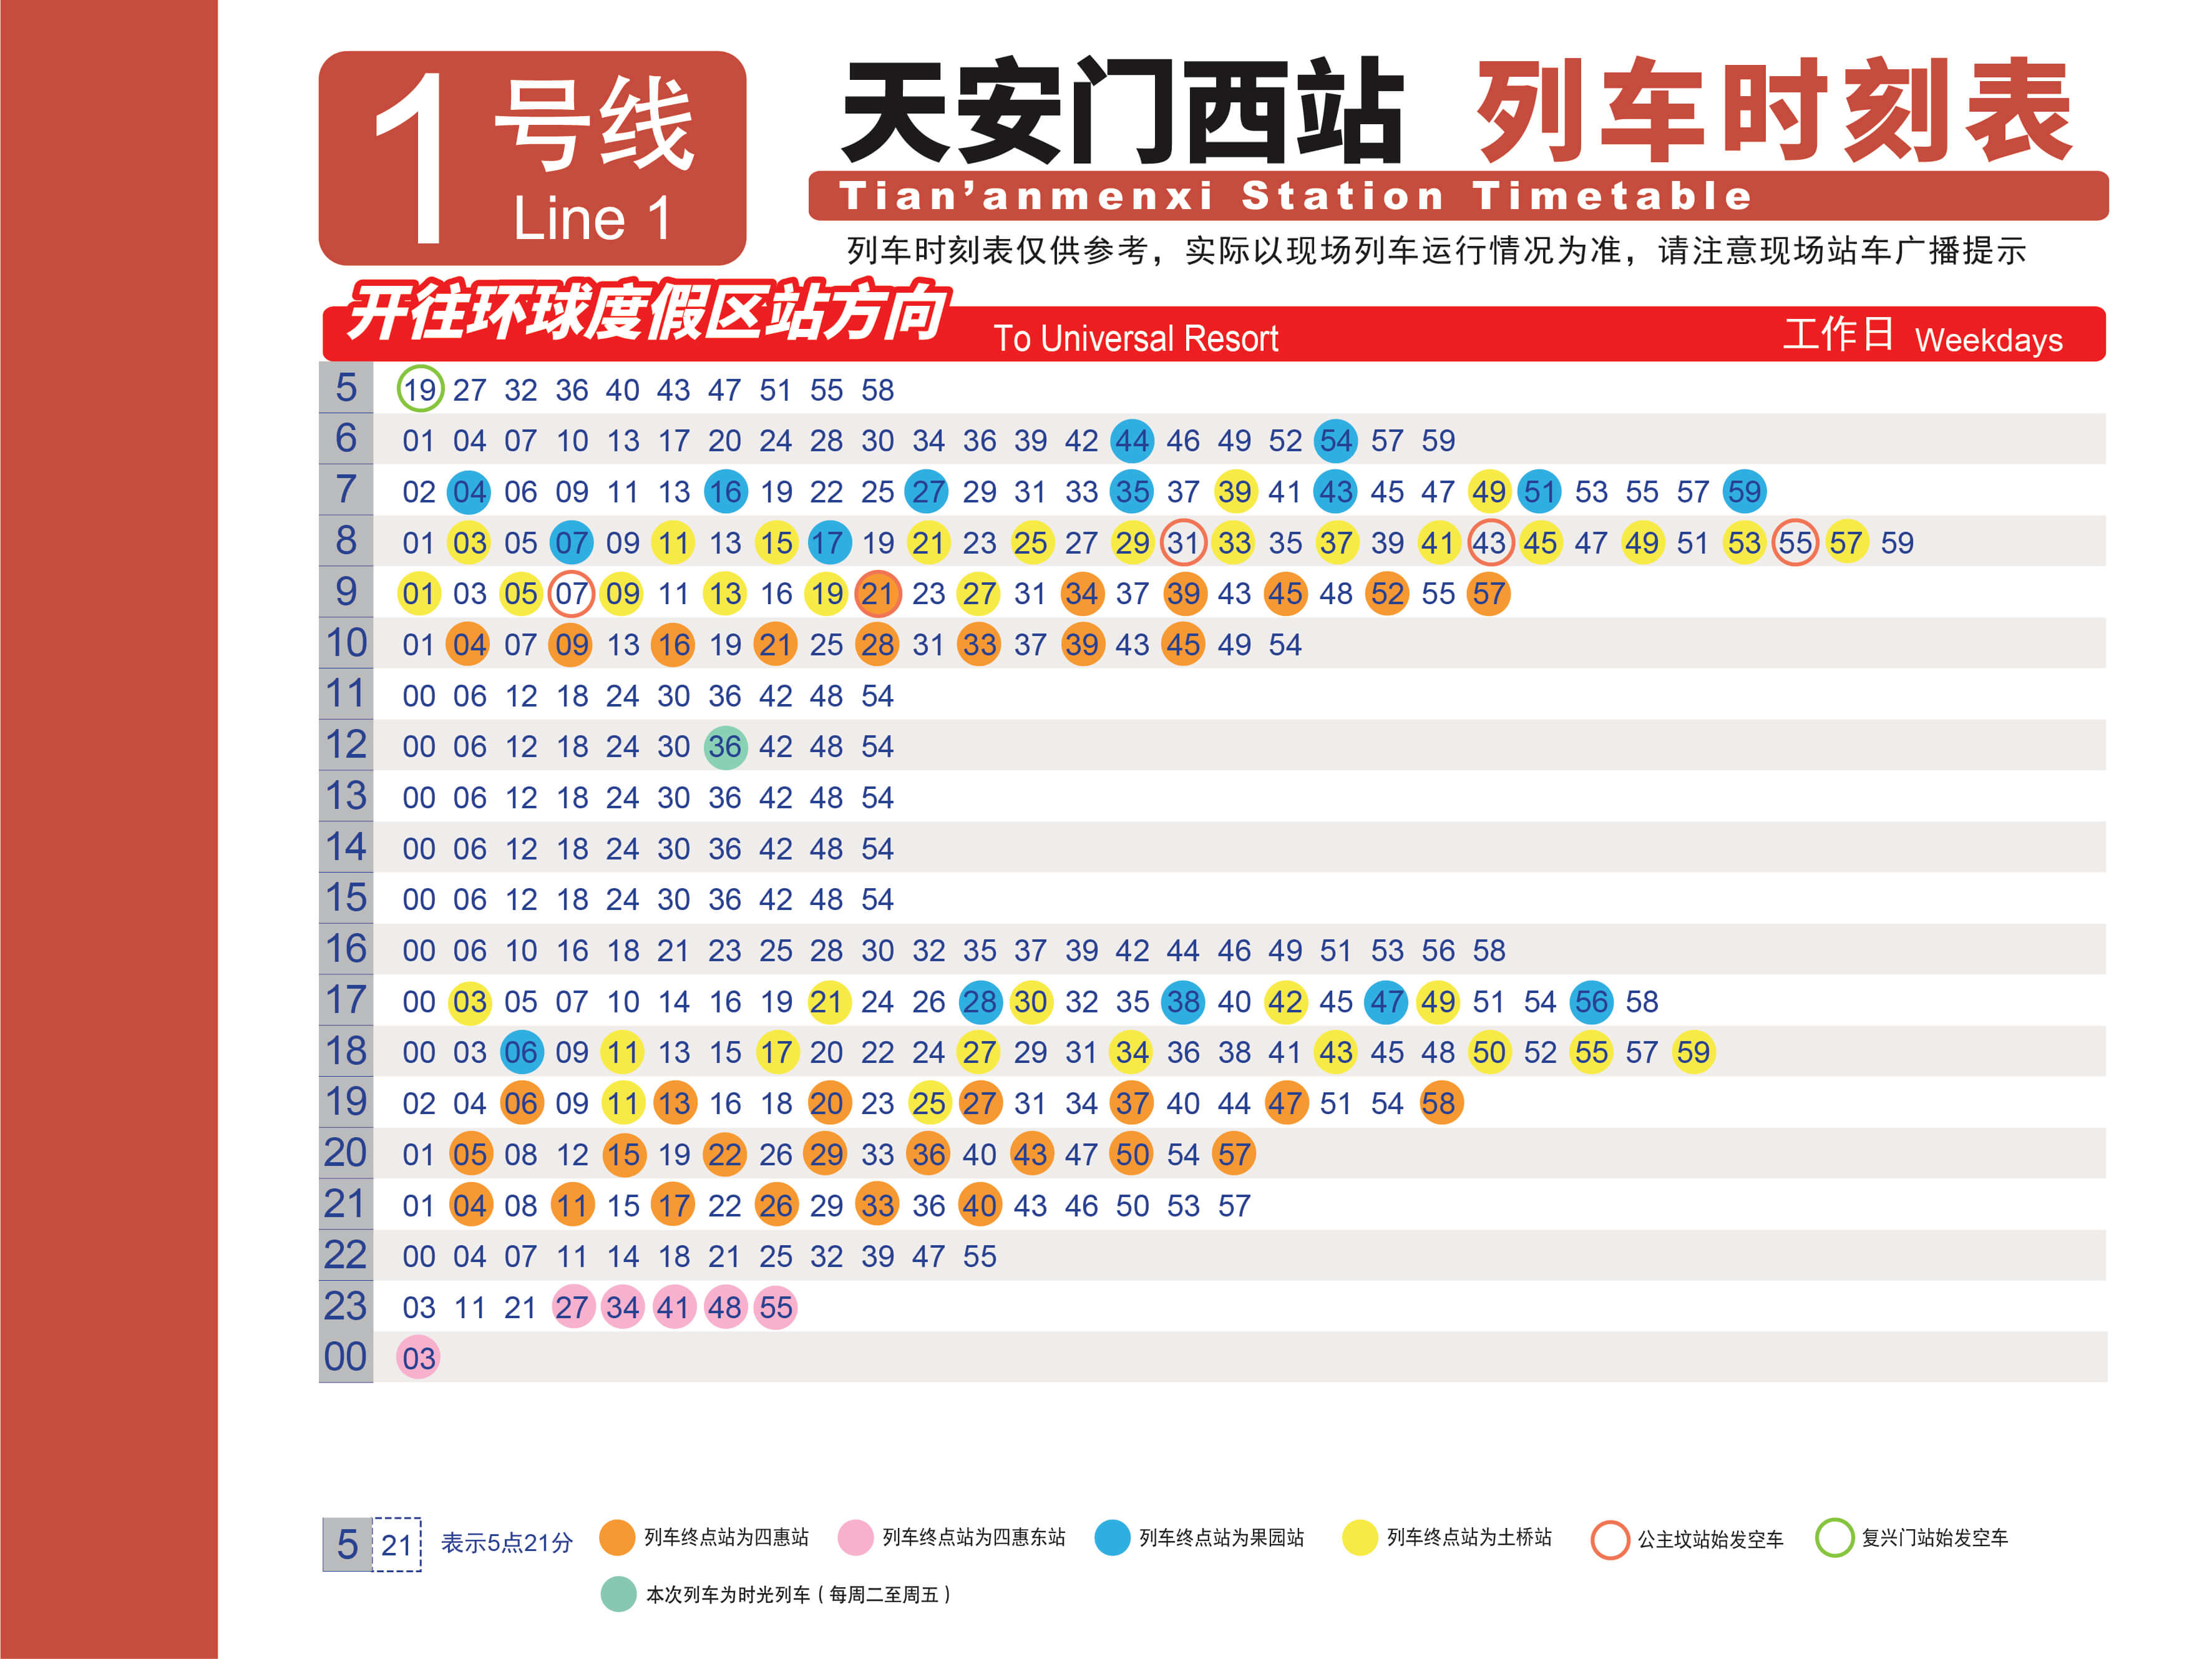 1号线
Line 1
天安门西站 列车时刻表
Tian'anmenxi Station Timetable
列车时刻表仅供参考，实际以现场列车运行情况为准，请注意现场站车广播提示
开往环球度假区站方向 To Universal Resort 工作日 Weekdays
5 19 27 32 36 40 43 47 51 55 58
6 01 04 07 10 13 17 20 24 28 30 34 36 39 42 44 46 49 52 54 57 59
7 02 04 06 09 11 13 16 19 22 25 27 29 31 33 35 37 39 41 43 45 47 49 51 53 55 57 59
8 01 03 05 07 09 11 13 15 17 19 21 23 25 27 29 31 33 35 37 39 41 43 45 47 49 51 53 55 57 59
9 01 03 05 07 09 11 13 16 19 21 23 27 31 34 37 39 43 45 48 52 55 57
10 01 04 07 09 13 16 19 21 25 28 31 33 37 39 43 45 49 54
11 00 06 12 18 24 30 36 42 48 54
12 00 06 12 18 24 30 36 42 48 54
13 00 06 12 18 24 30 36 42 48 54
14 00 06 12 18 24 30 36 42 48 54
15 00 06 12 18 24 30 36 42 48 54
16 00 06 10 16 18 21 23 25 28 30 32 35 37 39 42 44 46 49 51 53 56 58
17 00 03 05 07 10 14 16 19 21 24 26 28 30 32 35 38 40 42 45 47 49 51 54 56 58
18 00 03 06 09 11 13 15 17 20 22 24 27 29 31 34 36 38 41 43 45 48 50 52 55 57 59
19 02 04 06 09 11 13 16 18 20 23 25 27 31 34 37 40 44 47 51 54 58
20 01 05 08 12 15 19 22 26 29 33 36 40 43 47 50 54 57
21 01 04 08 11 15 17 22 26 29 33 36 40 43 46 50 53 57
22 00 04 07 11 14 18 21 25 32 39 47 55
23 03 11 21 27 34 41 48 55
00 03
5 21 表示5点21分 列车终点站为四惠站 列车终点站为四惠东站 列车终点站为果园站 列车终点站为土桥站 公主坟站始发空车 复兴门站始发空车
本次列车为时光列车（每周二至周五）